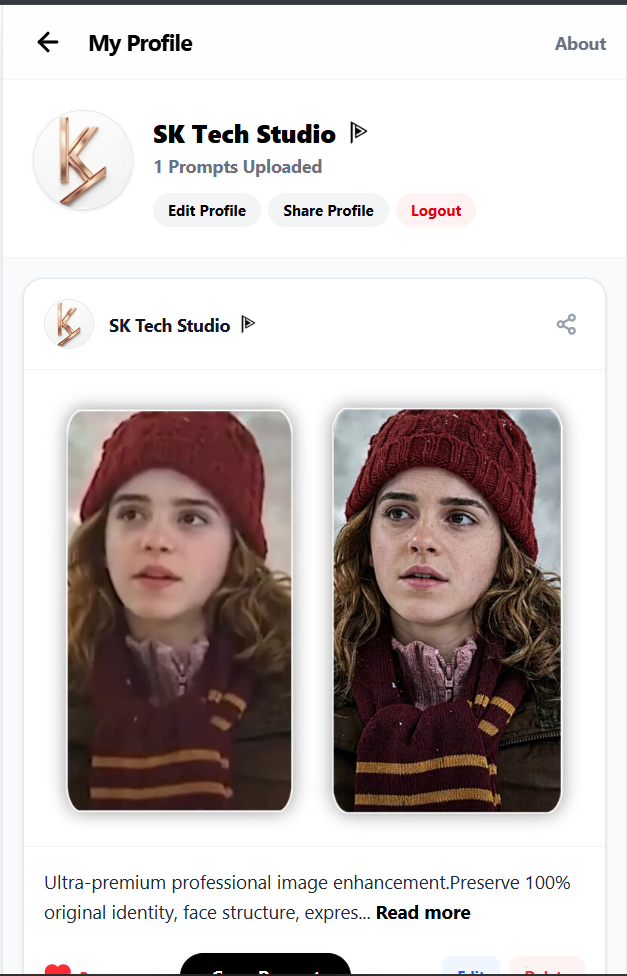 My Profile
About
SK Tech Studio
1 Prompts Uploaded
Edit Profile
Share Profile
Logout
SK Tech Studio
Ultra-premium professional image enhancement.Preserve 100%
original identity, face structure, expres... Read more